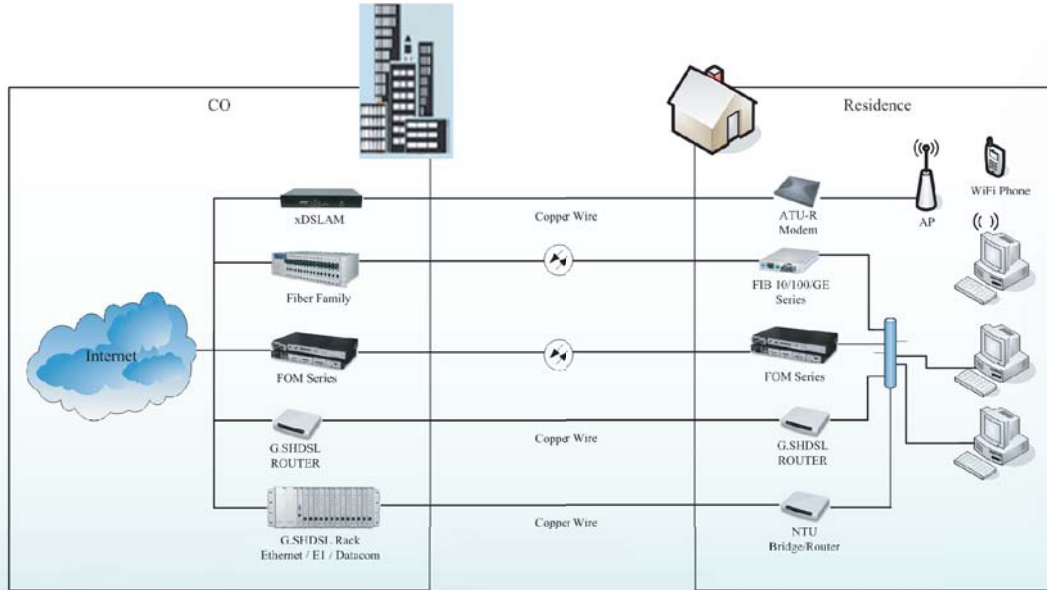 CO
Residence
WiFi Phone
AP
xDSLAM
Copper Wire
ATU-R
Modem
Fiber Family
FIB 10/100/GE
Series
Internet
FOM Series
FOM Series
G.SHDSL
ROUTER
Copper Wire
G.SHDSL
ROUTER
G.SHDSL Rack
Ethernet / E1 / Datacom
Copper Wire
NTU
Bridge/Router